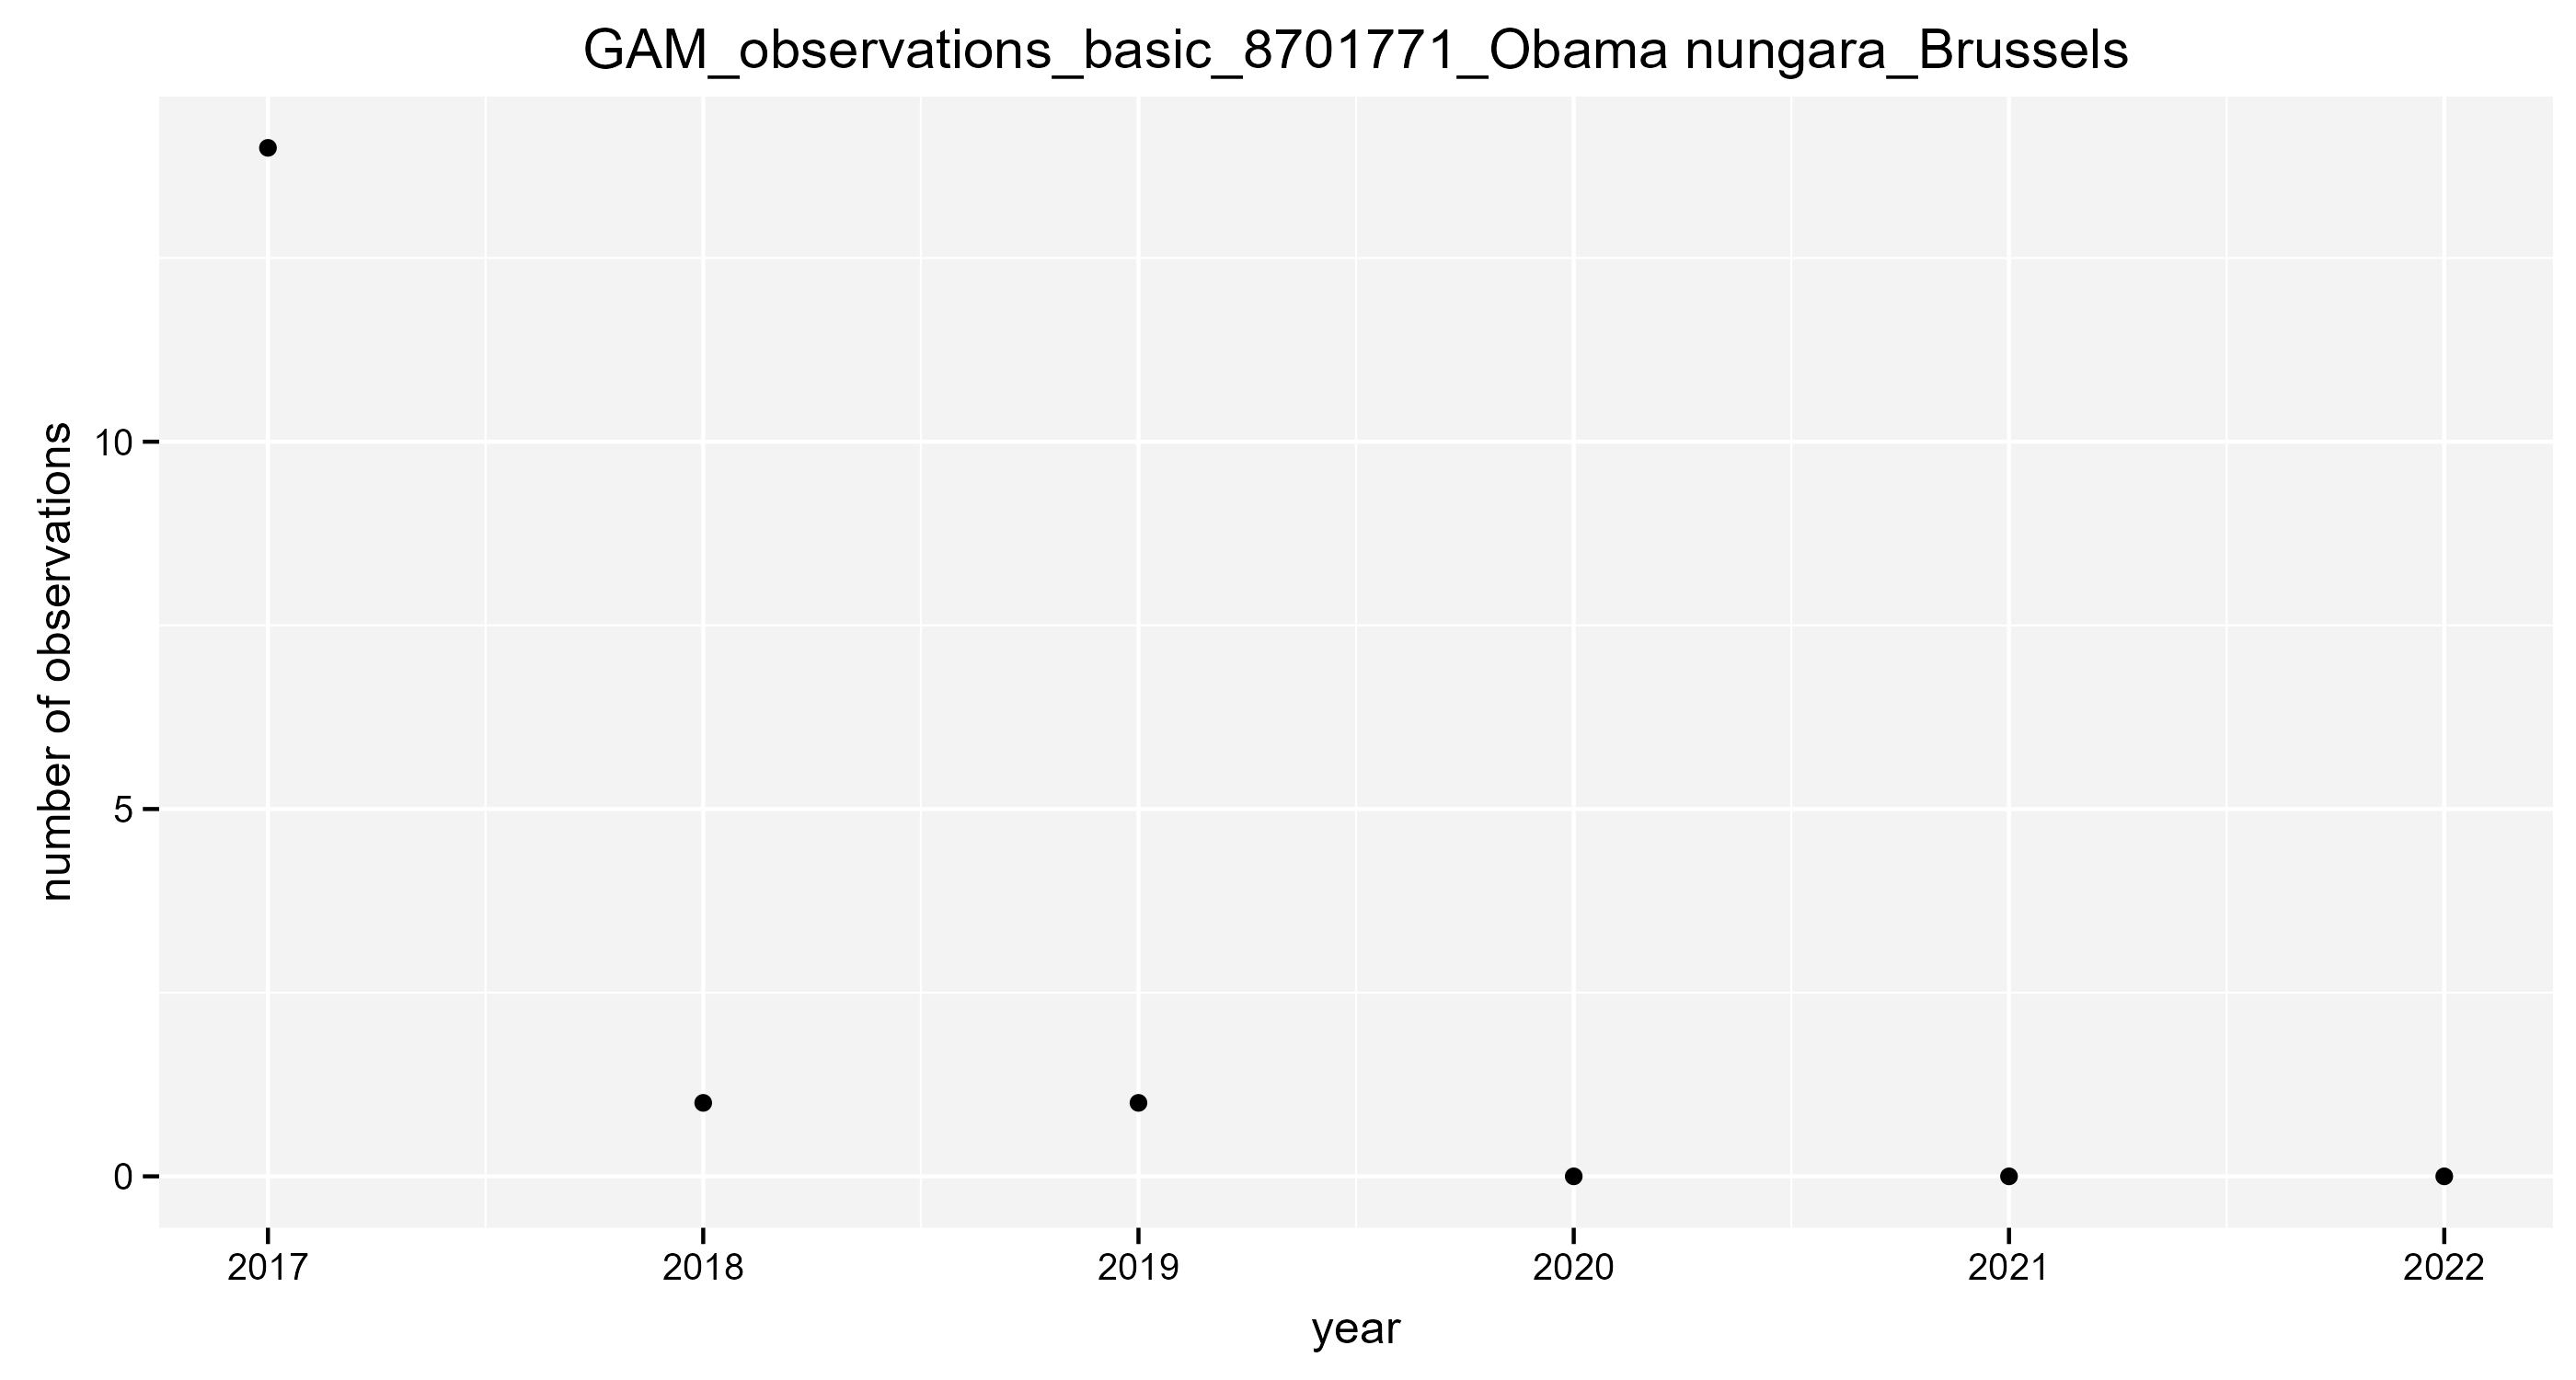 GAM_observations_basic_8701771_Obama nungara_Brussels
number of observations
10
5
0
2017 2018 2019 2020 2021 2022
year